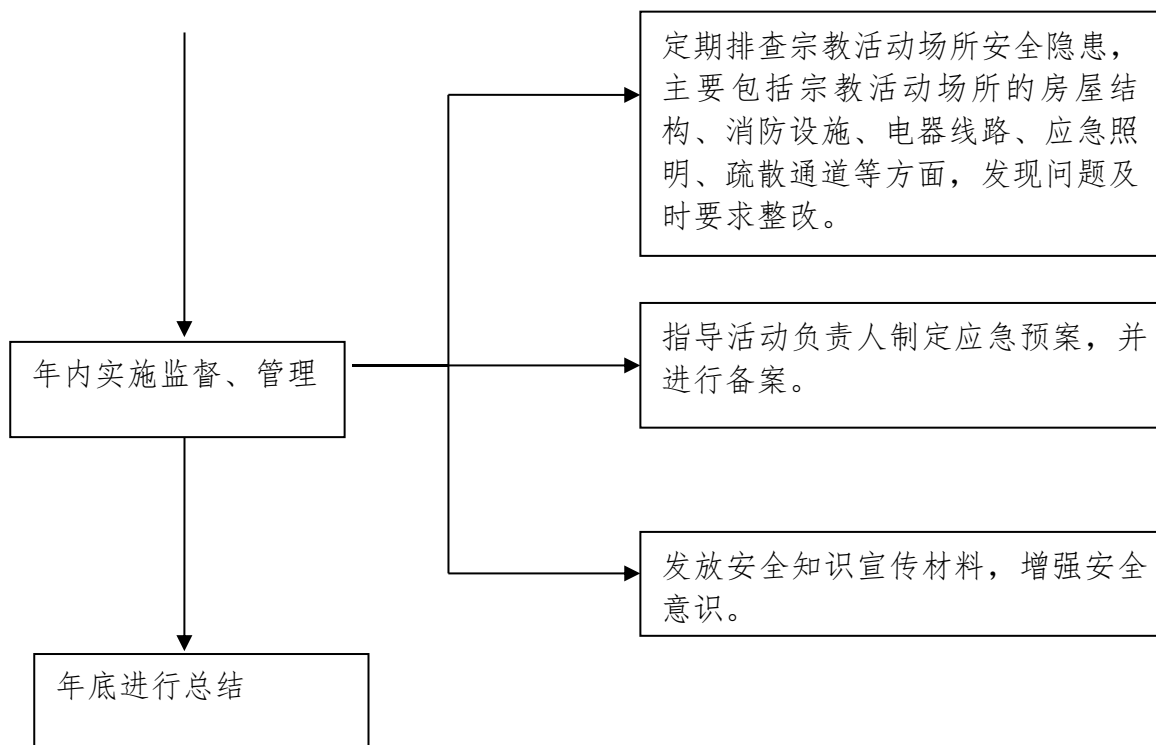 定期排查宗教活动场所安全隐患，
主要包括宗教活动场所的房屋结
构、消防设施、电器线路、应急照
明、疏散通道等方面，发现问题及
时要求整改。
年内实施监督、管理
指导活动负责人制定应急预案，并
进行备案。
发放安全知识宣传材料，增强安全
意识。
年底进行总结